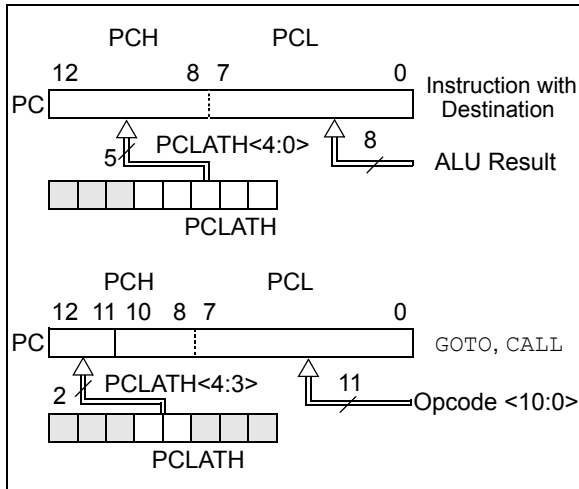 PCH PCL
12 8 7 0
PC
Instruction with
Destination
5 PCLATH<4:0> 8
ALU Result
PCLATH
PCH PCL
12 11 10 8 7 0
PC GOTO, CALL
2 PCLATH<4:3> 11
Opcode <10:0>
PCLATH